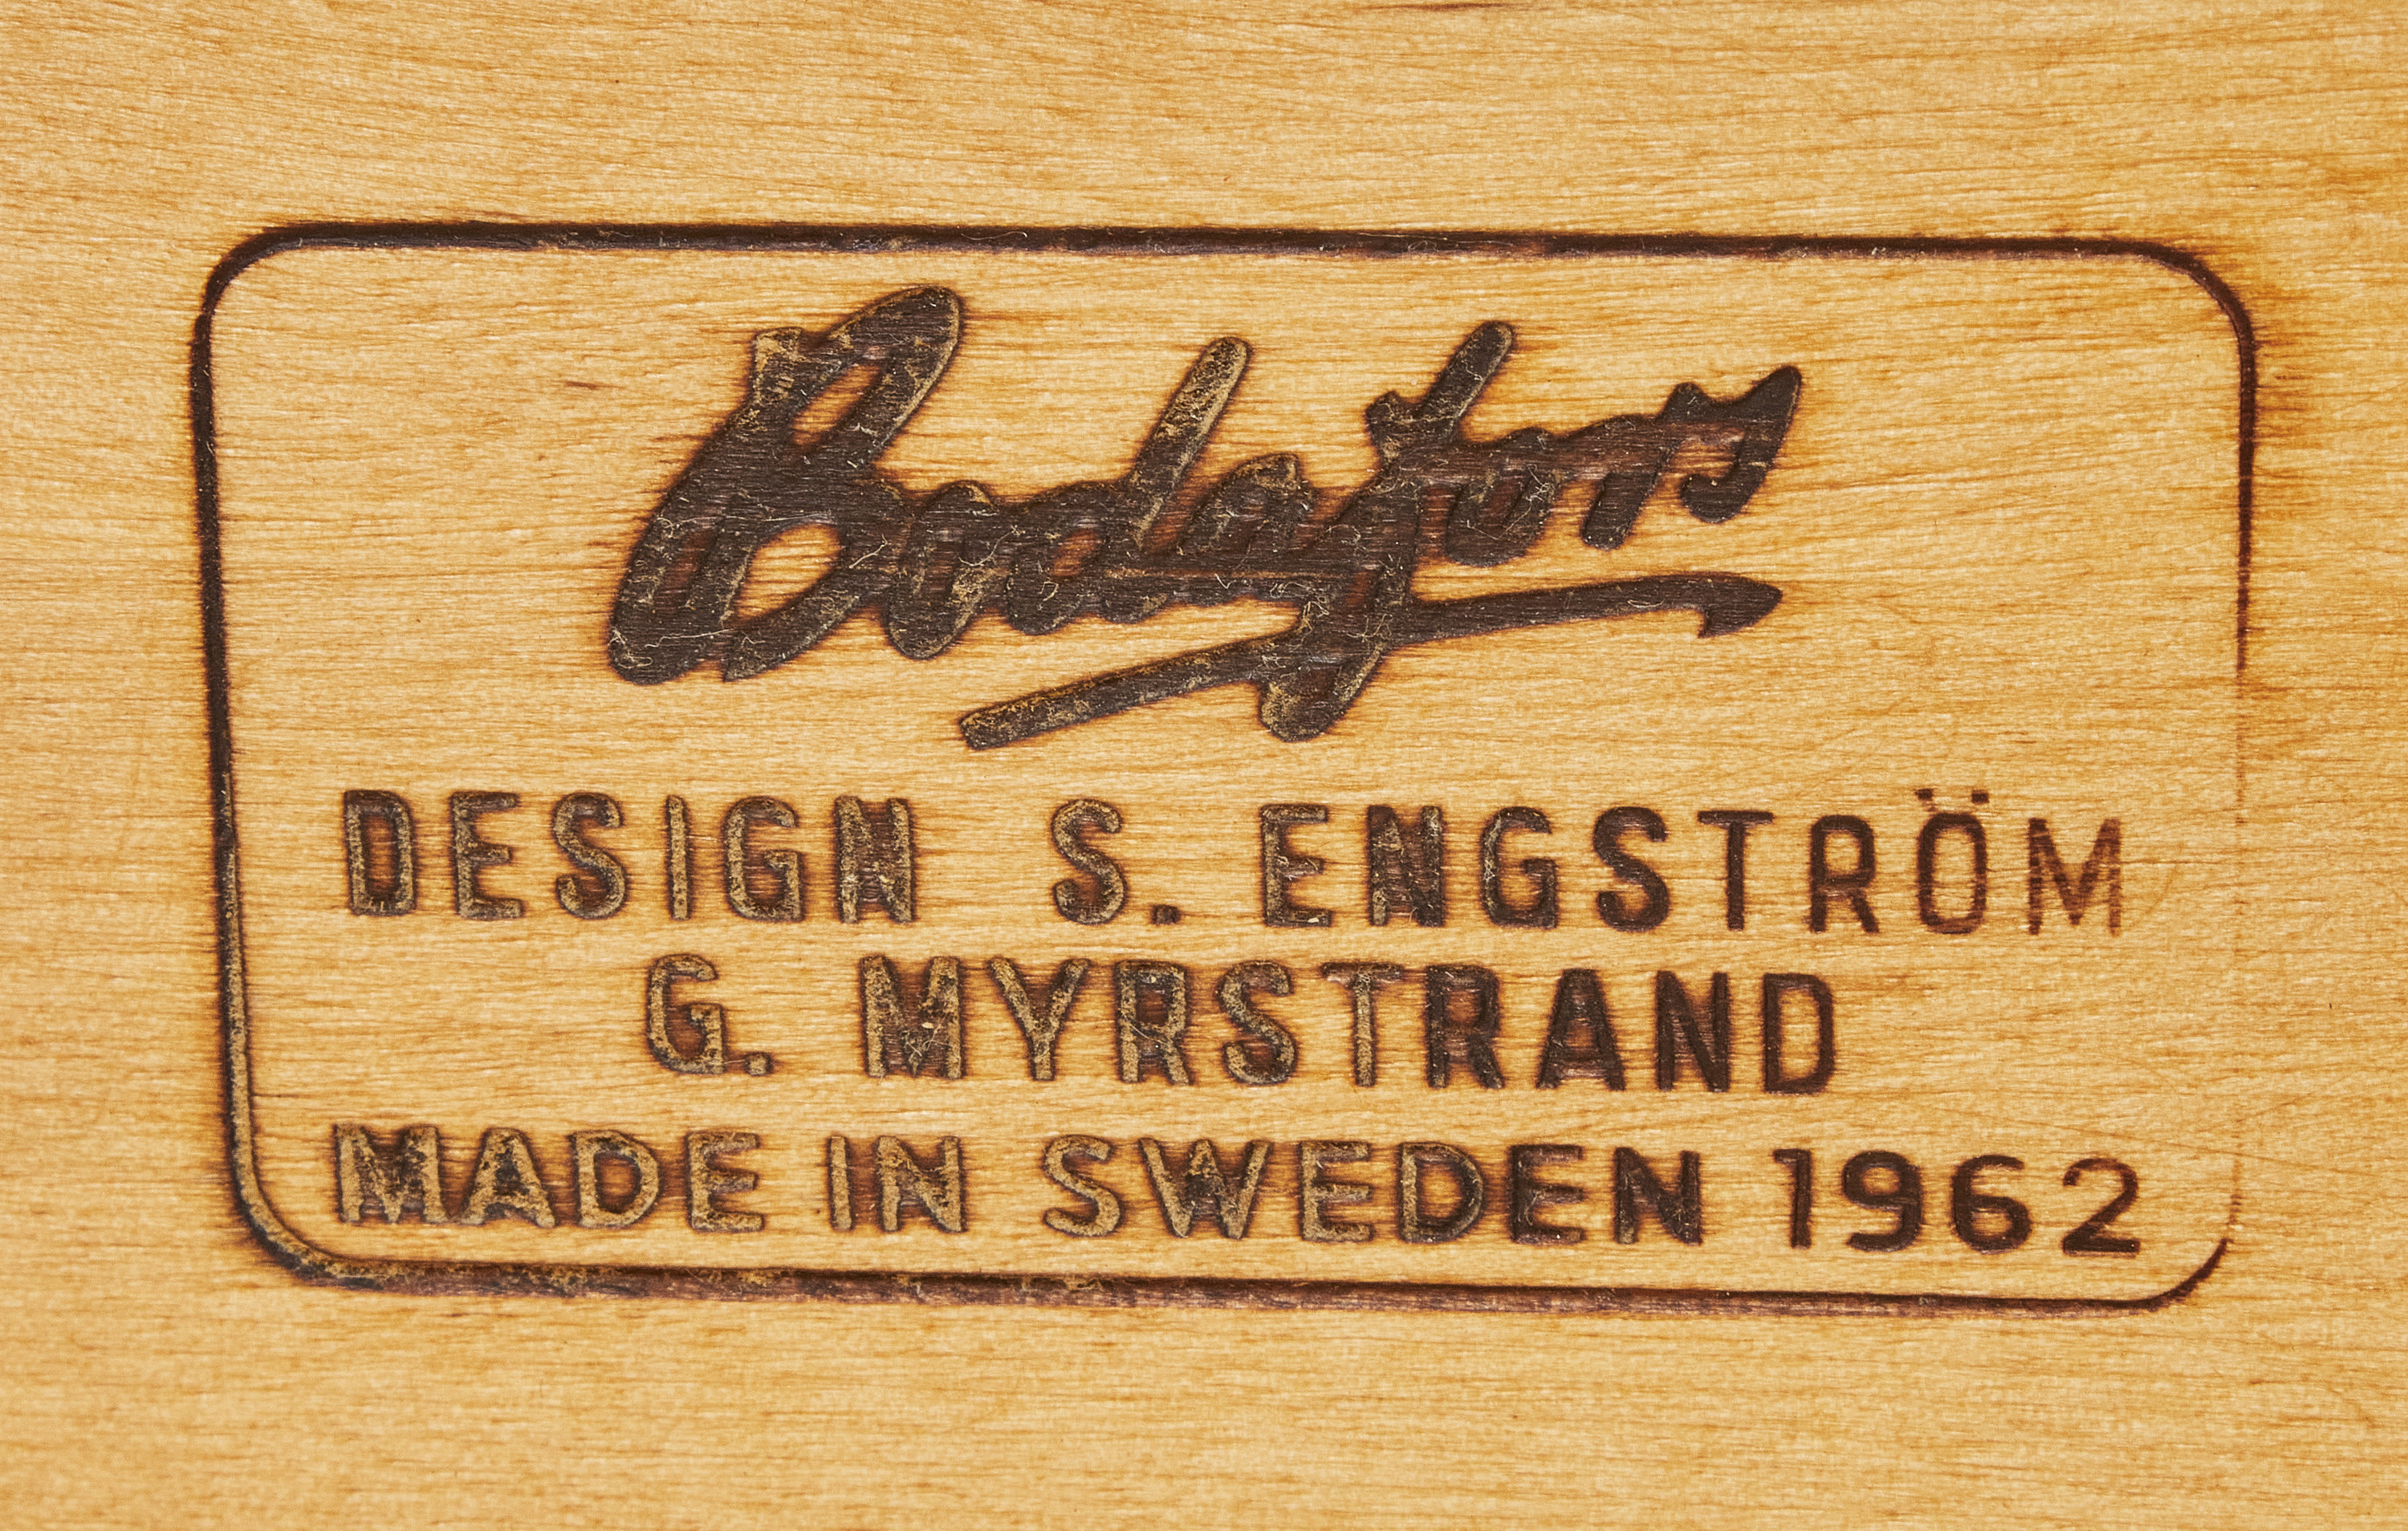 Bodafors
DESIGN S. ENGSTRÖM
G. MYRSTRAND
MADE IN SWEDEN 1962